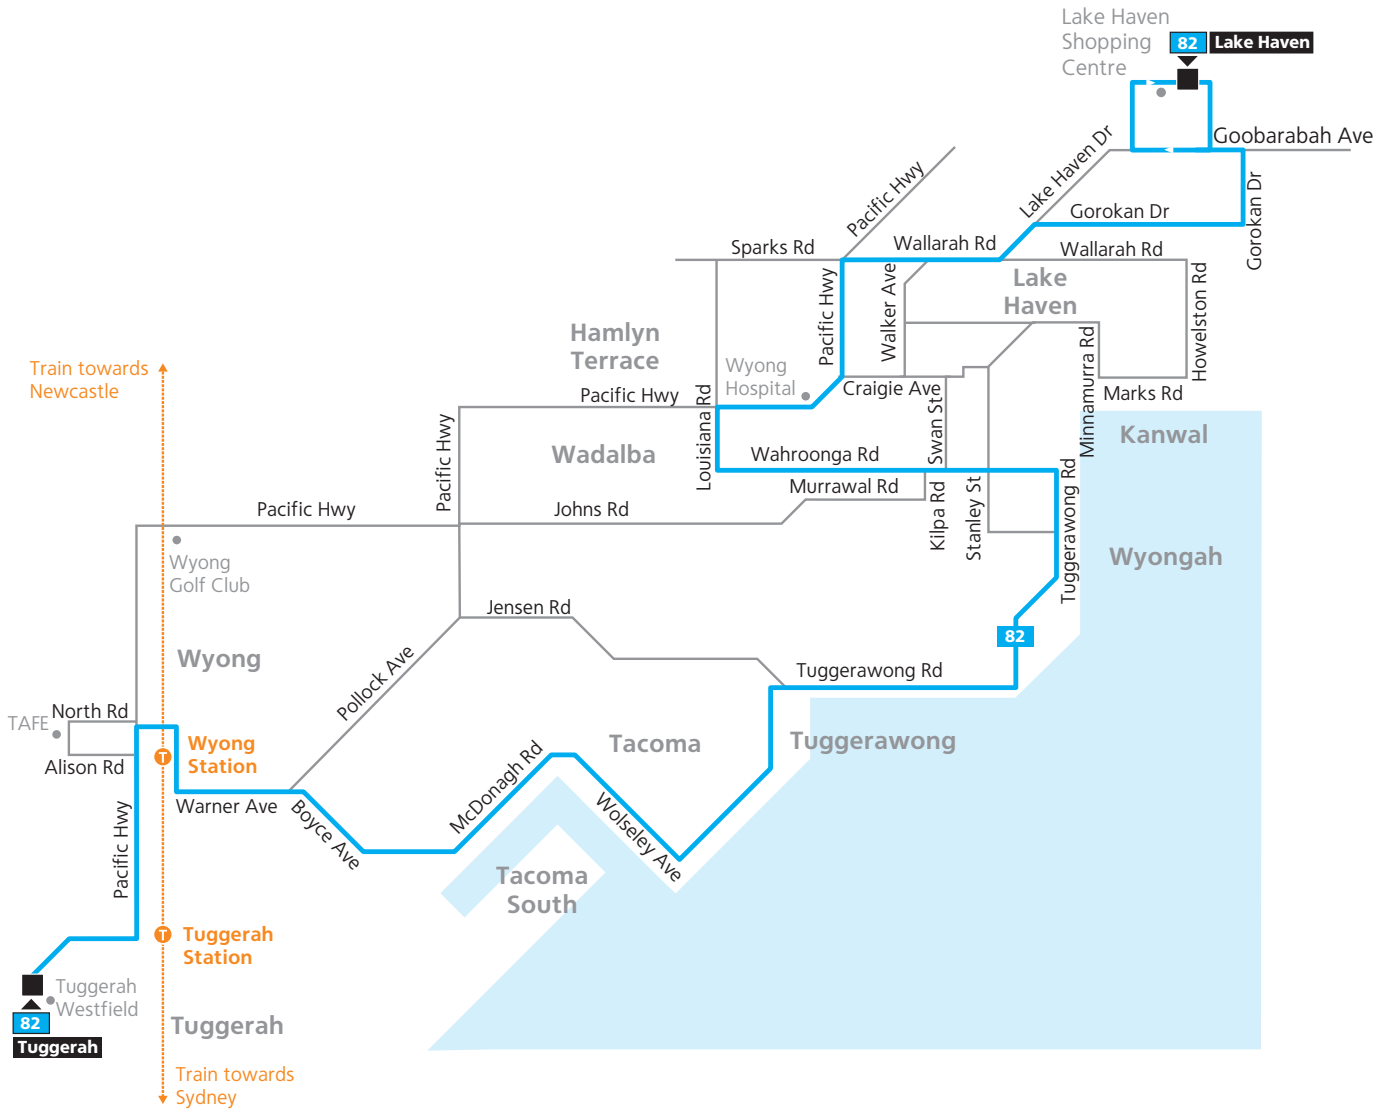 Lake Haven
Shopping
Centre
82 Lake Haven
Goobarabah Ave
Lake Haven Dr
Gorokan Dr
Gorokan Dr
Pacific Hwy
Sparks Rd
Wallarah Rd
Wallarah Rd
Lake
Haven
Pacific Hwy
Walker Ave
Howelston Rd
Hamlyn
Terrace
Train towards
Newcastle
Wyong
Hospital
Minnamurra Rd
Craigie Ave
Marks Rd
Pacific Hwy
Louisiana Rd
Swan St
Kanwal
Pacific Hwy
Wadalba
Wahroonga Rd
Murrawal Rd
Tuggerawong Rd
Pacific Hwy
Johns Rd
Kilpa Rd
Stanley St
Wyong
Golf Club
Wyongah
Jensen Rd
82
Wyong
Pollock Ave
Tuggerawong Rd
North Rd
TAFE
Alison Rd
Wyong
Station
Tacoma
Tuggerawong
McDonagh Rd
Warner Ave
Boyce Ave
Wolseley Ave
Pacific Hwy
Tacoma
South
Tuggerah
Station
Tuggerah
Westfield
82
Tuggerah
Tuggerah
Train towards
Sydney